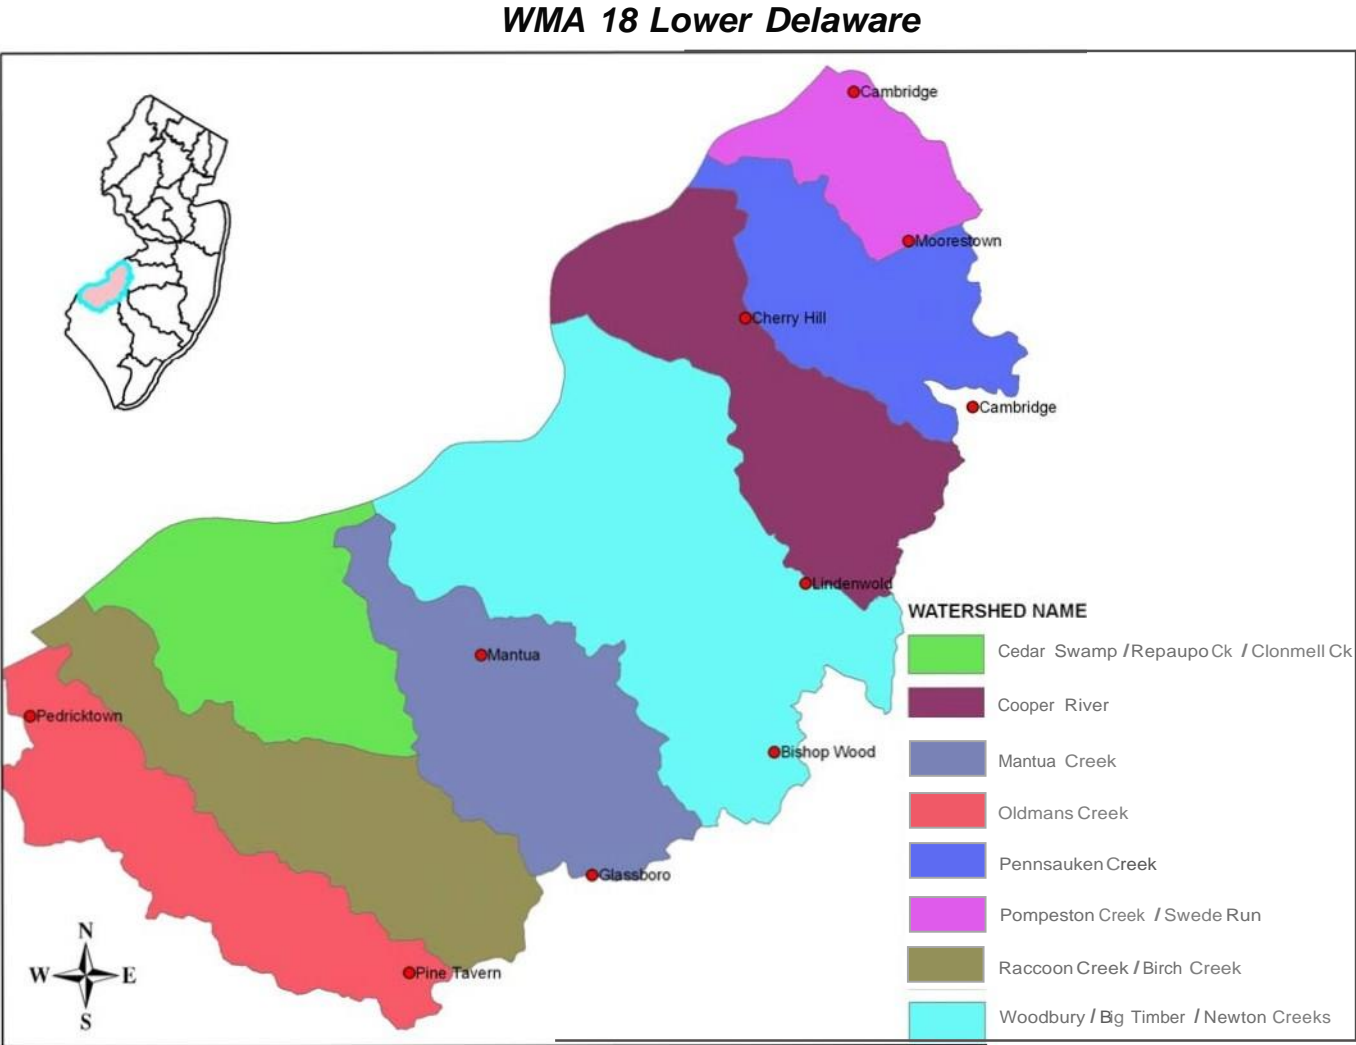 WMA 18 Lower Delaware
Cambridge
Moorestown
Cherry Hill
Cambridge
Lindenwold
Mantua
Pedricktown
Bishop Wood
Glassboro
Pine Tavern
N
W E
S
WATERSHED NAME
Cedar Swamp / Repaupo Ck / Clonmell Ck
Cooper River
Mantua Creek
Oldmans Creek
Pennsauken Creek
Pompeston Creek / Swede Run
Raccoon Creek / Birch Creek
Woodbury / Big Timber / Newton Creeks